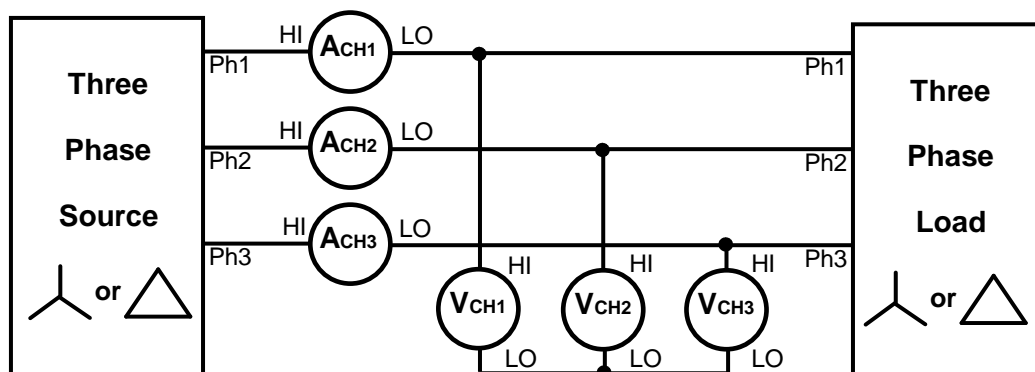 Three
Phase
Source
or
HI
ACH1
LO
Ph1
HI
ACH2
LO
Ph2
HI
ACH3
LO
Ph3
HI
VCH1
LO
HI
VCH2
LO
HI
VCH3
LO
Ph1
Ph2
Ph3
Three
Phase
Load
or